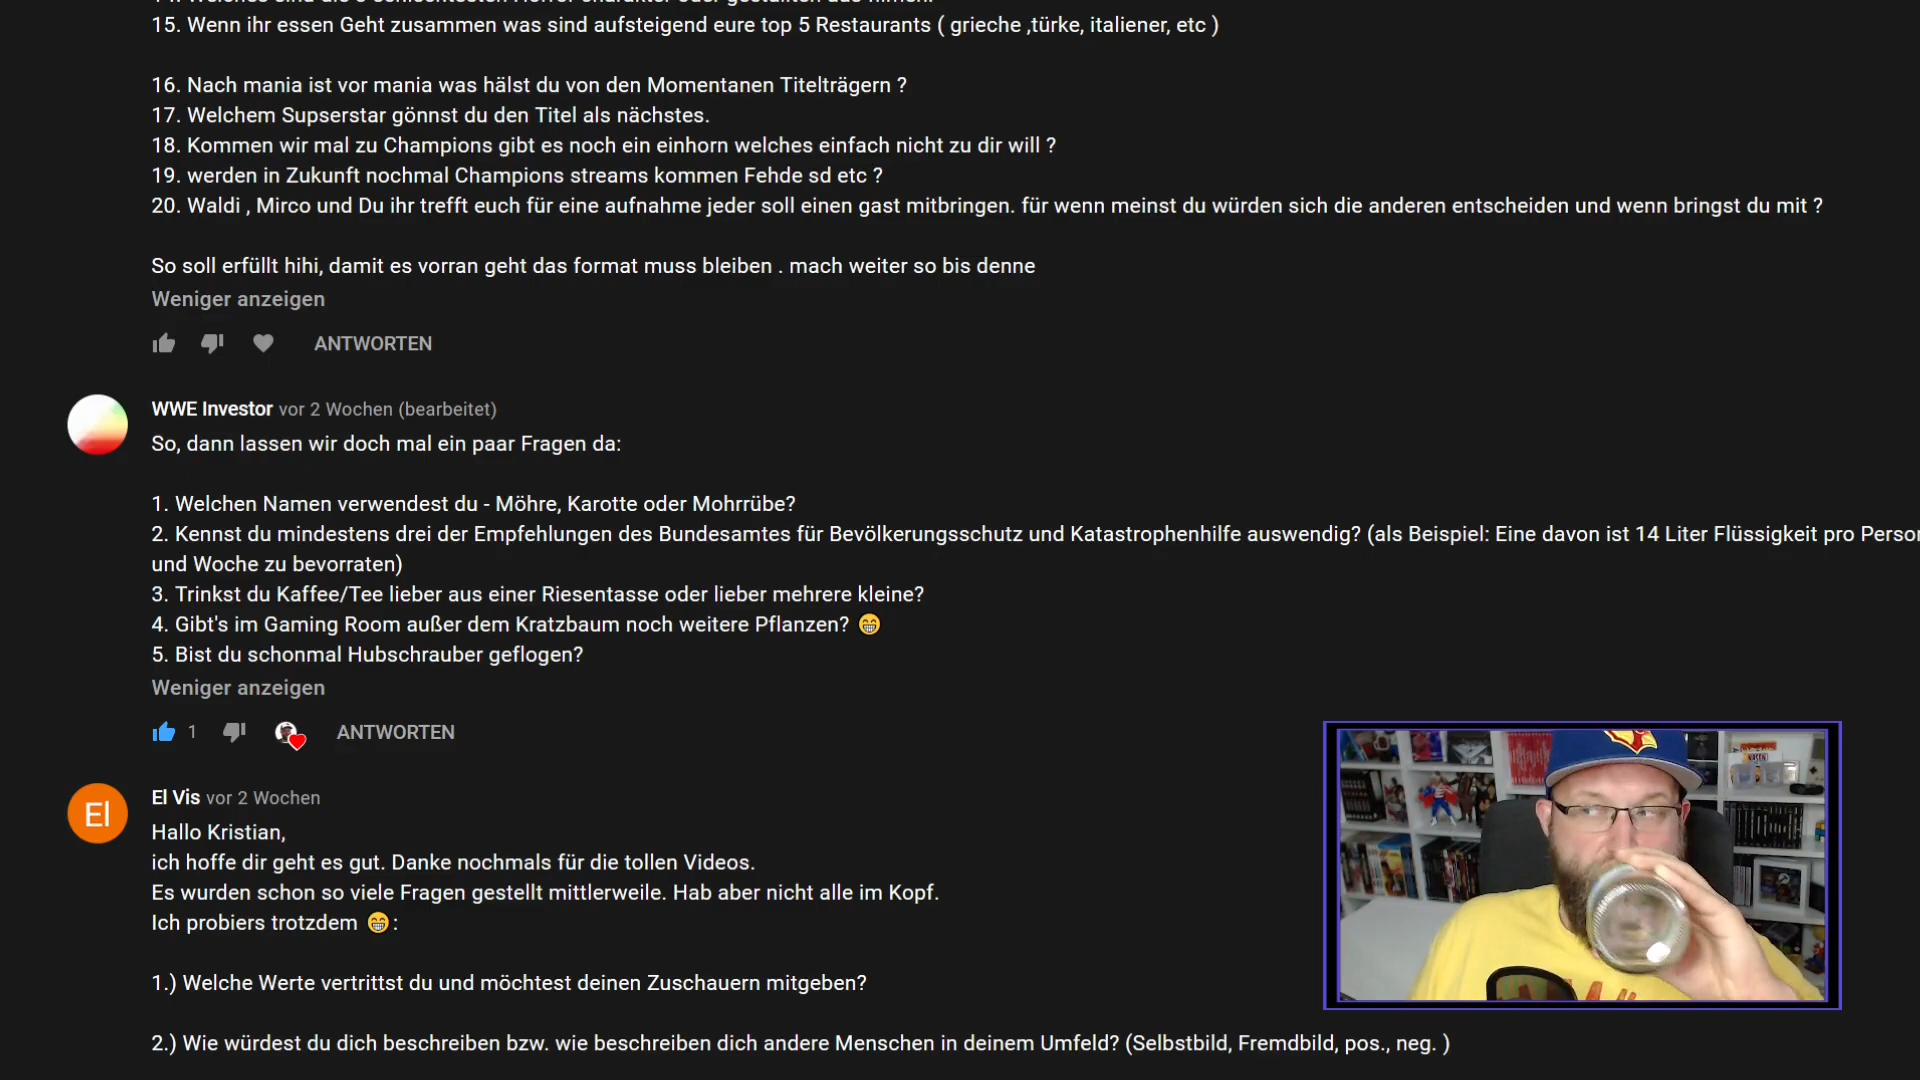 15. Wenn ihr essen Geht zusammen was sind aufsteigend eure top 5 Restaurants ( grieche ,türke, italiener, etc )
16. Nach mania ist vor mania was hälst du von den Momentanen Titelträgern ?
17. Welchem Supserstar gönnst du den Titel als nächstes.
18. Kommen wir mal zu Champions gibt es noch ein einhorn welches einfach nicht zu dir will ?
19. werden in Zukunft nochmal Champions streams kommen Fehde sd etc ?
20. Waldi , Mirco und Du ihr trefft euch für eine aufnahme jeder soll einen gast mitbringen. für wenn meinst du würden sich die anderen entscheiden und wenn bringst du mit ?
So soll erfüllt hihi, damit es vorran geht das format muss bleiben . mach weiter so bis denne
Weniger anzeigen
ANTWORTEN
WWE Investor vor 2 Wochen (bearbeitet)
So, dann lassen wir doch mal ein paar Fragen da:
1. Welchen Namen verwendest du - Möhre, Karotte oder Mohrrübe?
2. Kennst du mindestens drei der Empfehlungen des Bundesamtes für Bevölkerungsschutz und Katastrophenhilfe auswendig? (als Beispiel: Eine davon ist 14 Liter Flüssigkeit pro Person
und Woche zu bevorraten)
3. Trinkst du Kaffee/Tee lieber aus einer Riesentasse oder lieber mehrere kleine?
4. Gibt's im Gaming Room außer dem Kratzbaum noch weitere Pflanzen? 😁
5. Bist du schonmal Hubschrauber geflogen?
Weniger anzeigen
1 ANTWORTEN
El
El Vis vor 2 Wochen
Hallo Kristian,
ich hoffe dir geht es gut. Danke nochmals für die tollen Videos.
Es wurden schon so viele Fragen gestellt mittlerweile. Hab aber nicht alle im Kopf.
Ich probiers trotzdem 😁:
1.) Welche Werte vertrittst du und möchtest deinen Zuschauern mitgeben?
2.) Wie würdest du dich beschreiben bzw. wie beschreiben dich andere Menschen in deinem Umfeld? (Selbstbild, Fremdbild, pos., neg. )